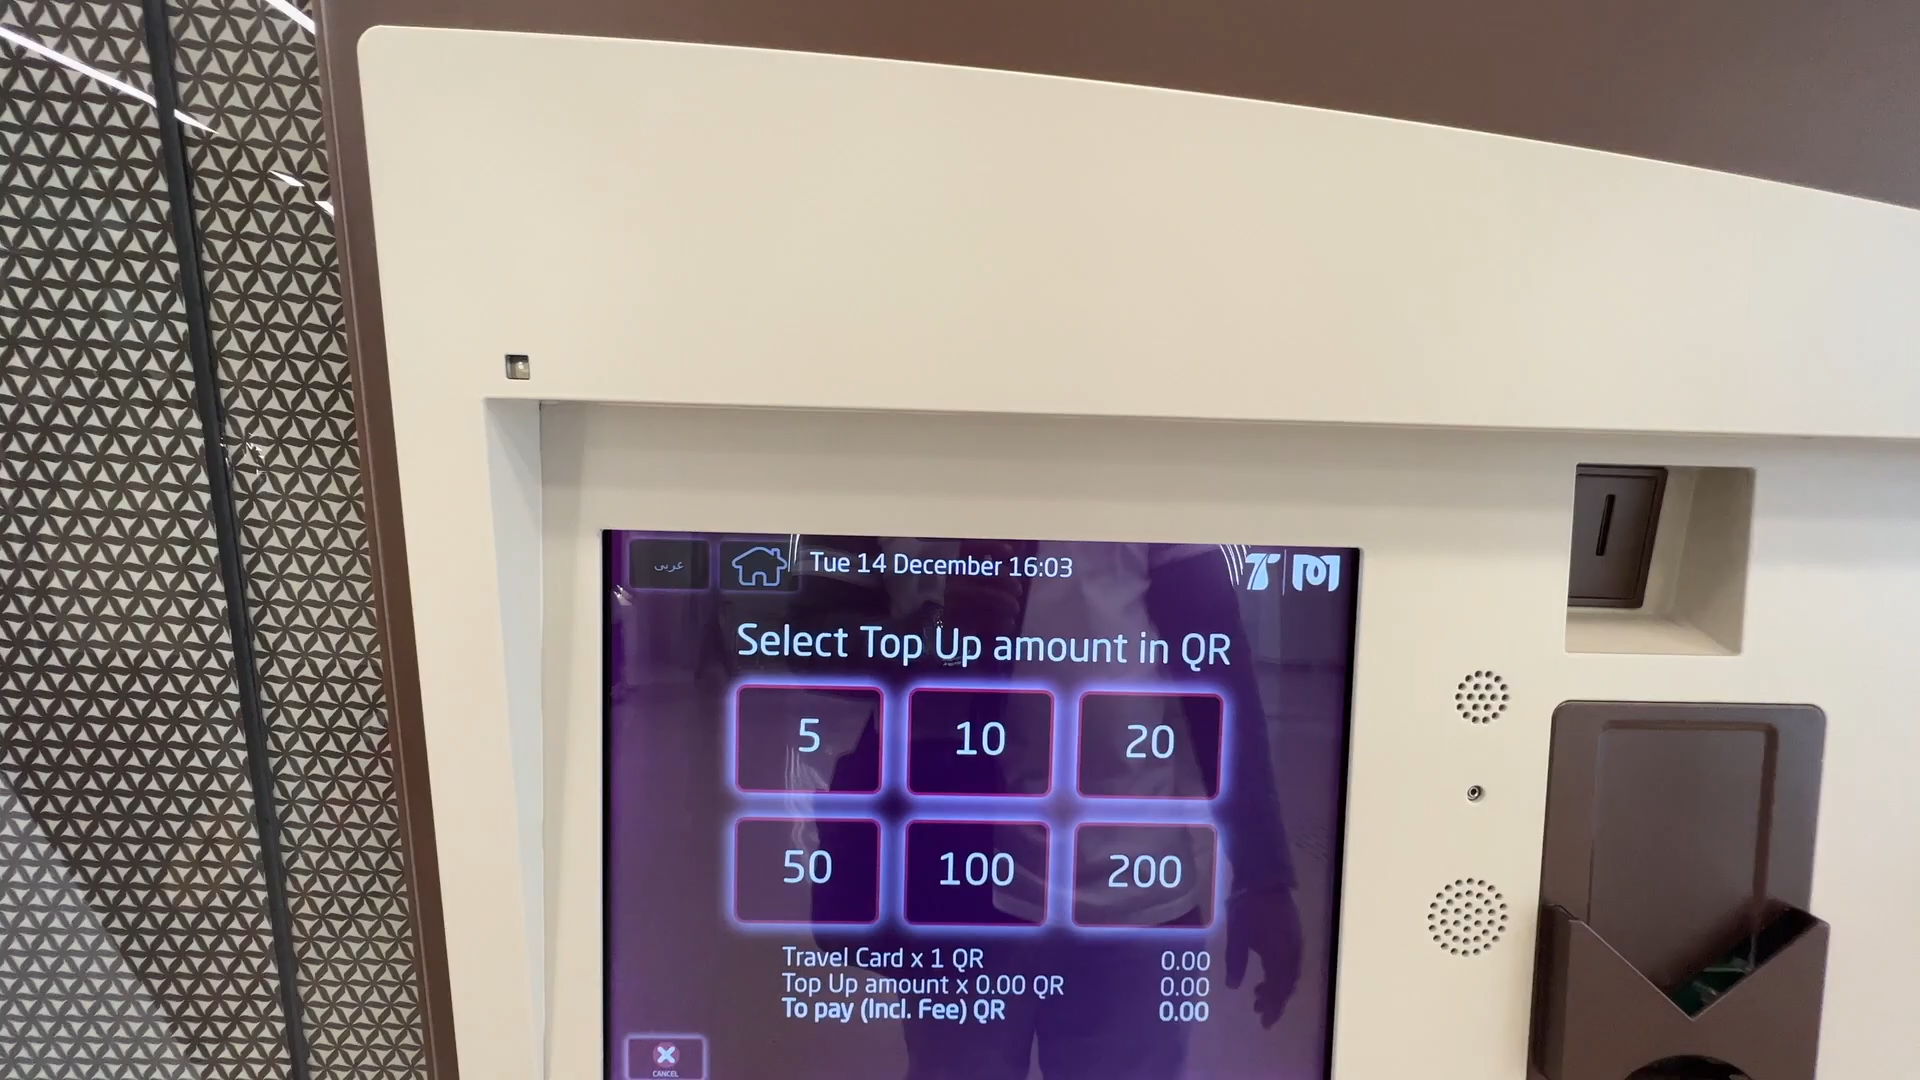 عربى
Tue 14 December 16:03
Select Top Up amount in QR
5 10 20
50 100 200
Travel Card x 1 QR 0.00
Top Up amount x 0.00 QR 0.00
To pay (Incl. Fee) QR 0.00
CANCEL